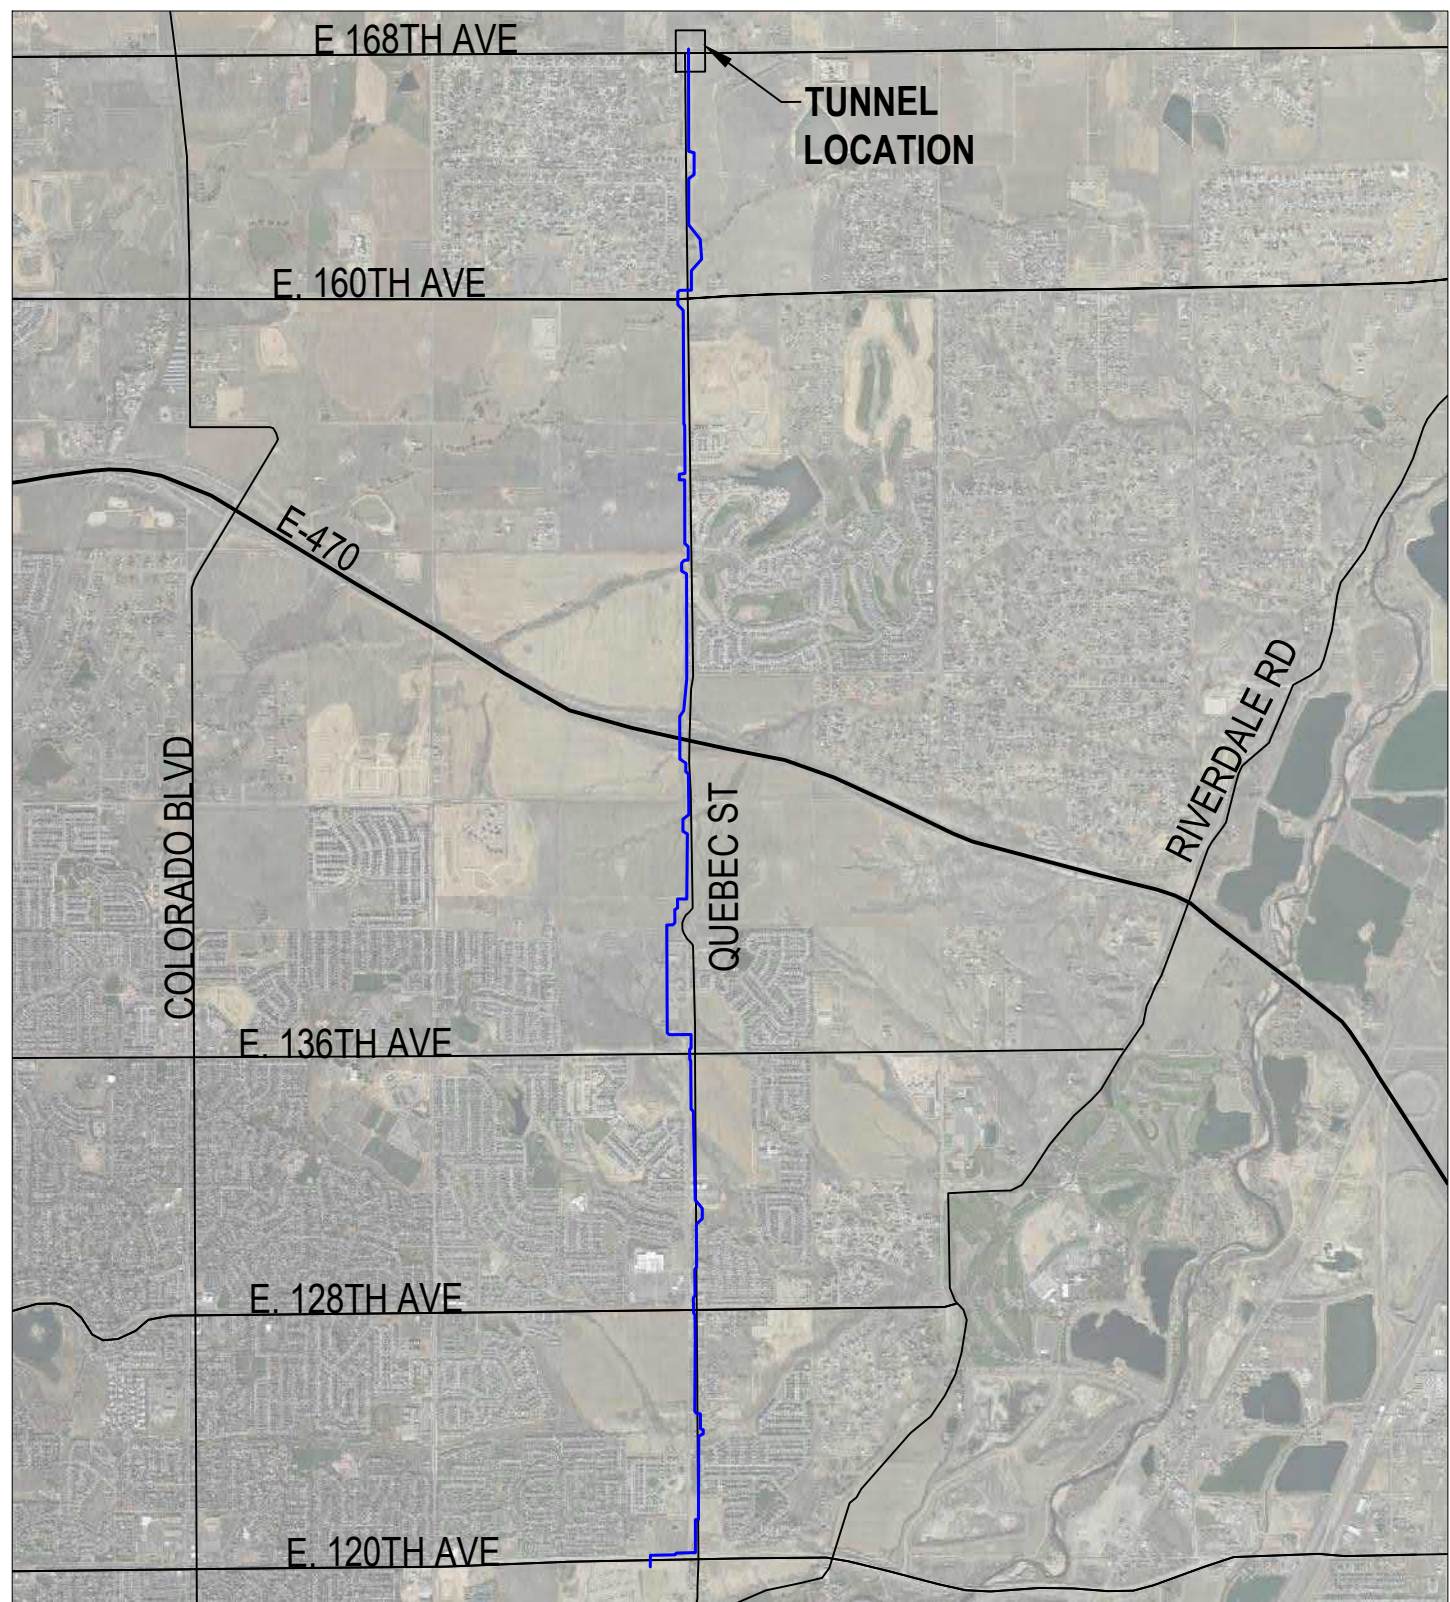 E 168TH AVE
TUNNEL
LOCATION
E. 160TH AVE
E-470
RIVERDALE RD
COLORADO BLVD
QUEBEC ST
E. 136TH AVE
E. 128TH AVE
E. 120TH AVE